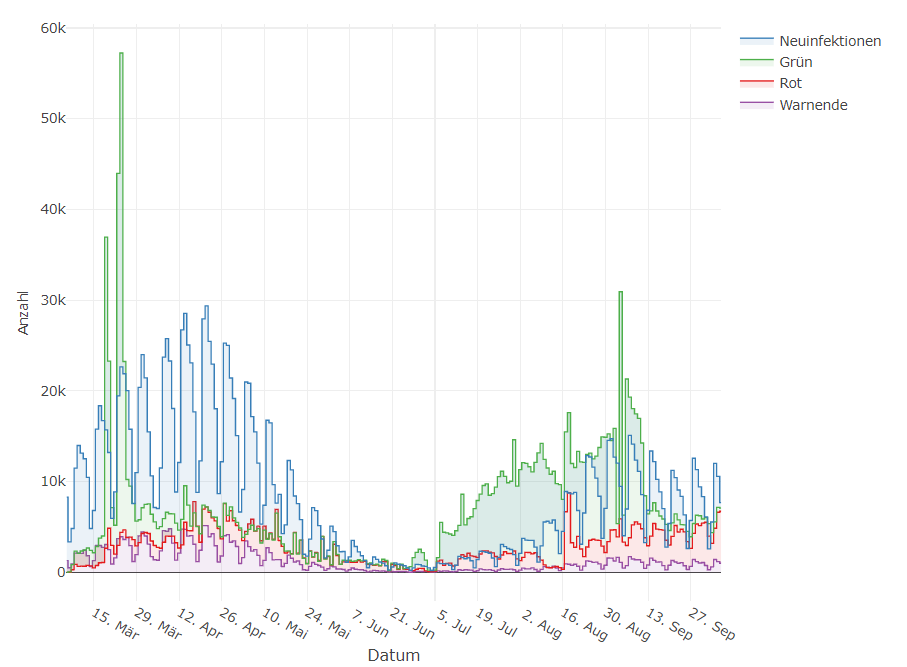 60k
50k
40k
30k
20k
10k
0
Anzahl
15. Mär
29. Mär
12. Apr
26. Apr
10. Mai
24. Mai
7. Jun
21. Jun
5. Jul
19. Jul
2. Aug
16. Aug
30. Aug
13. Sep
27. Sep
Datum
Neuinfektionen
Grün
Rot
Warnende